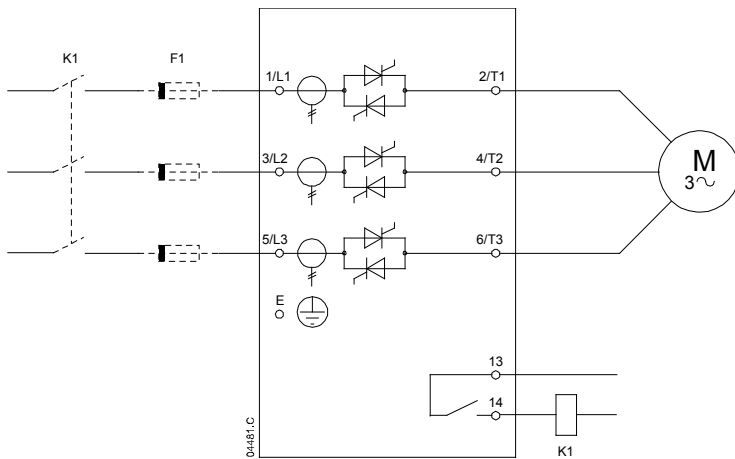 K1
F1
1/L1
2/T1
3/L2
4/T2
M
3~
5/L3
6/T3
E
13
14
K1
04481.C